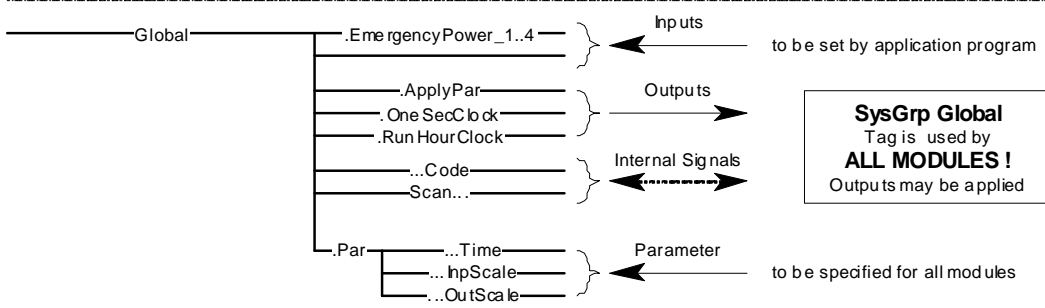 Global
.EmergencyPower_1..4
Inputs
to be set by application program
.ApplyPar
.OneSecClock
.RunHourClock
Outputs
...Code
Scan...
Internal Signals
SysGrp Global
Tag is used by
ALL MODULES !
Outputs may be applied
.Par
...Time
...InpScale
...OutScale
Parameter
to be specified for all modules